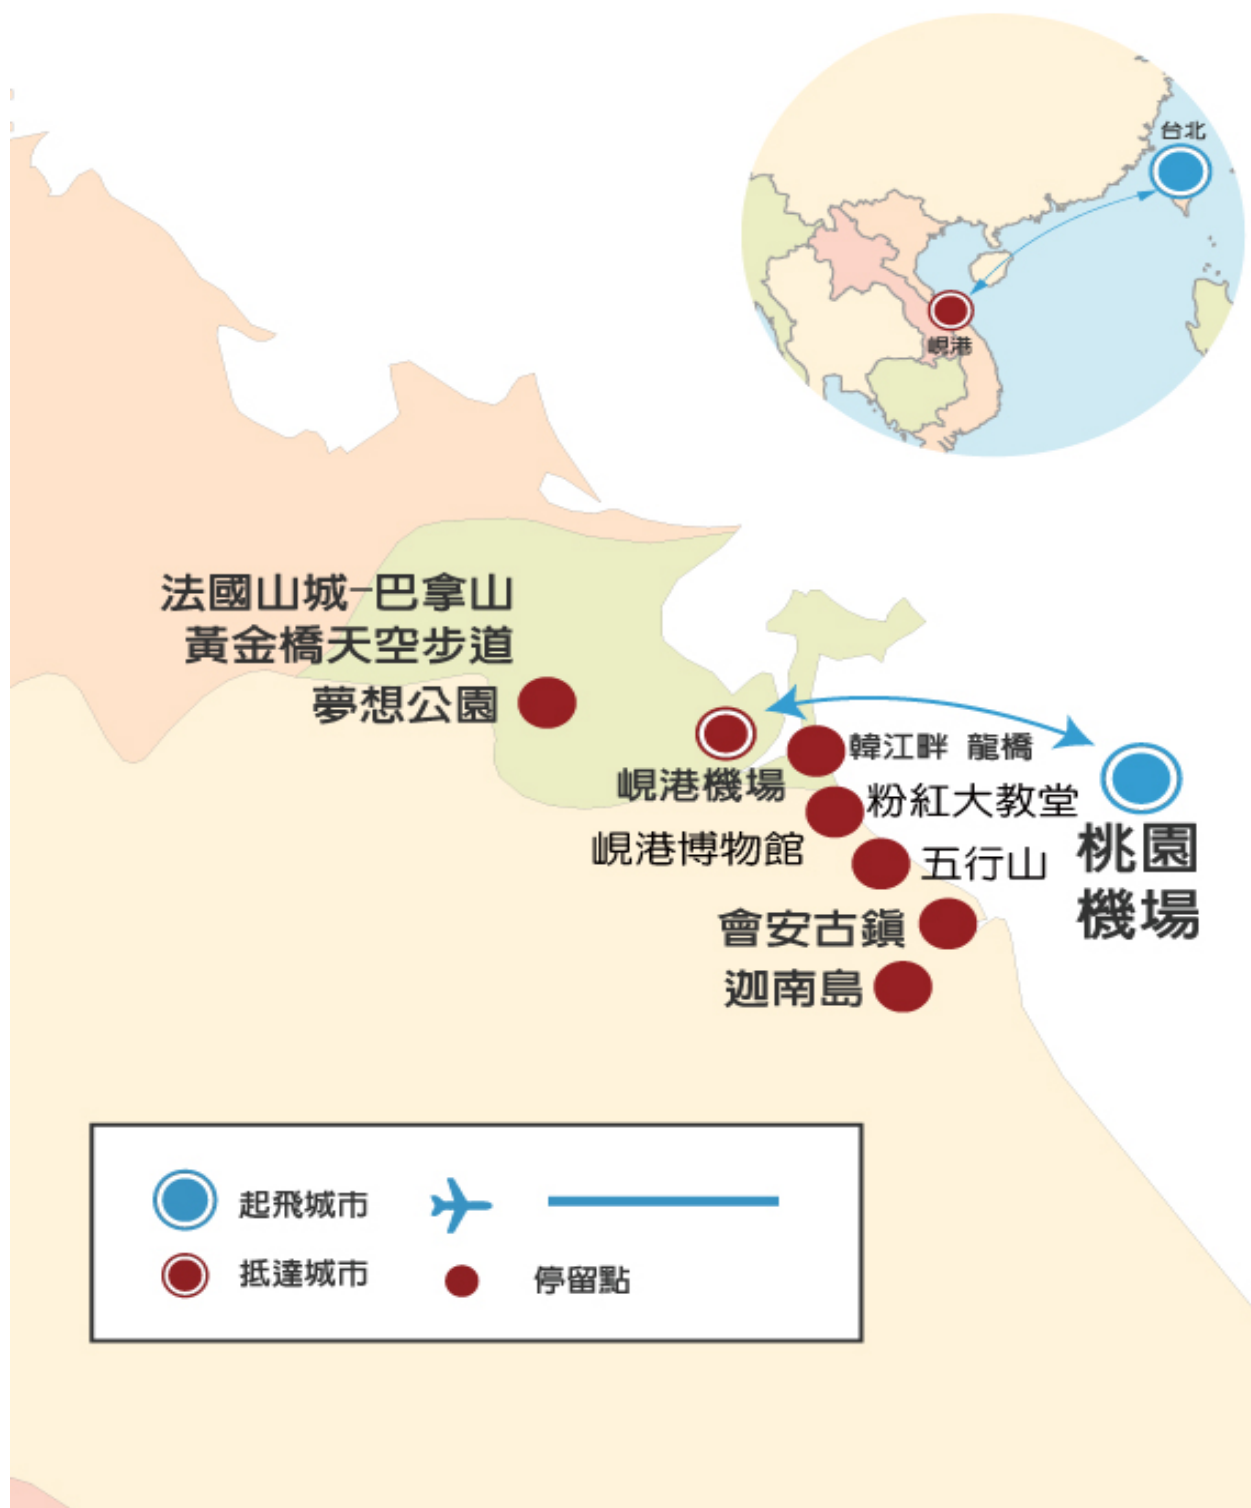 台北
峴港
法國山城-巴拿山
黃金橋天空步道
夢想公園
峴港機場
韓江畔 龍橋
粉紅大教堂
峴港博物館
五行山
桃園
機場
會安古鎮
迦南島
起飛城市
抵達城市
停留點